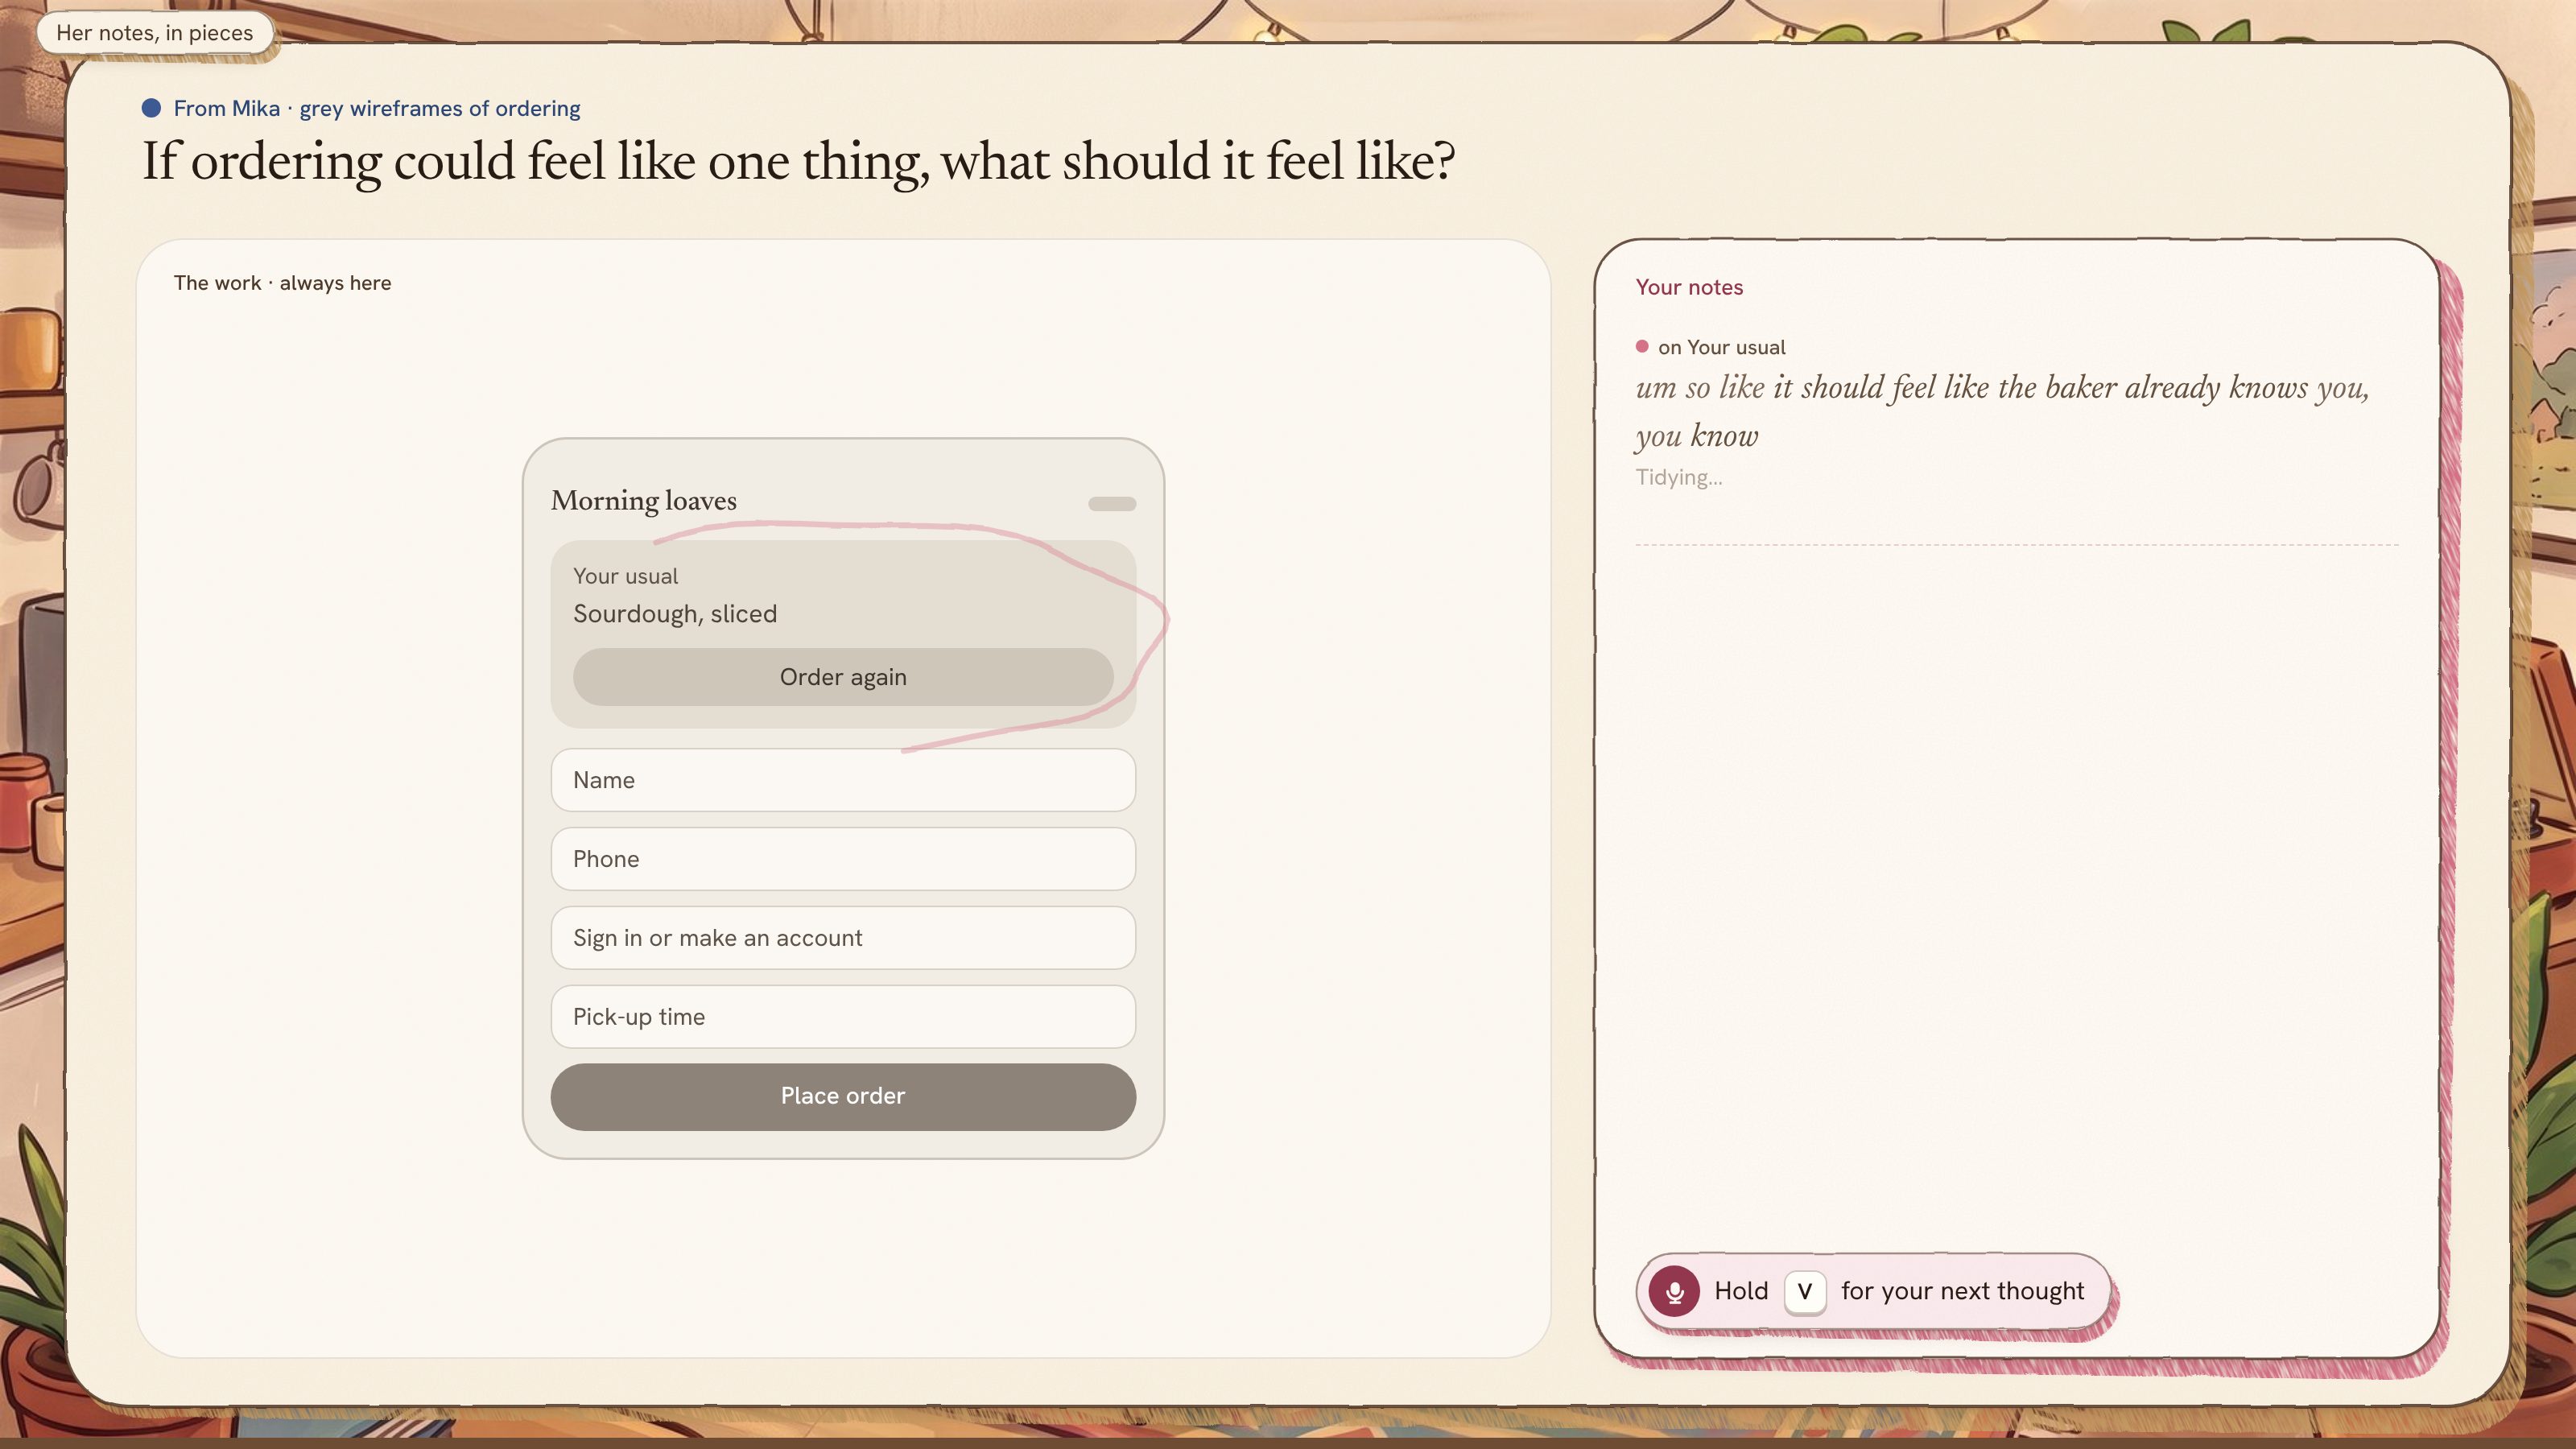 Her notes, in pieces
From Mika · grey wireframes of ordering
If ordering could feel like one thing, what should it feel like?
The work · always here
Morning loaves
Your usual
Sourdough, sliced
Order again
Name
Phone
Sign in or make an account
Pick-up time
Place order
Your notes
on Your usual
um so like it should feel like the baker already knows you,
you know
Tidying...
Hold V for your next thought